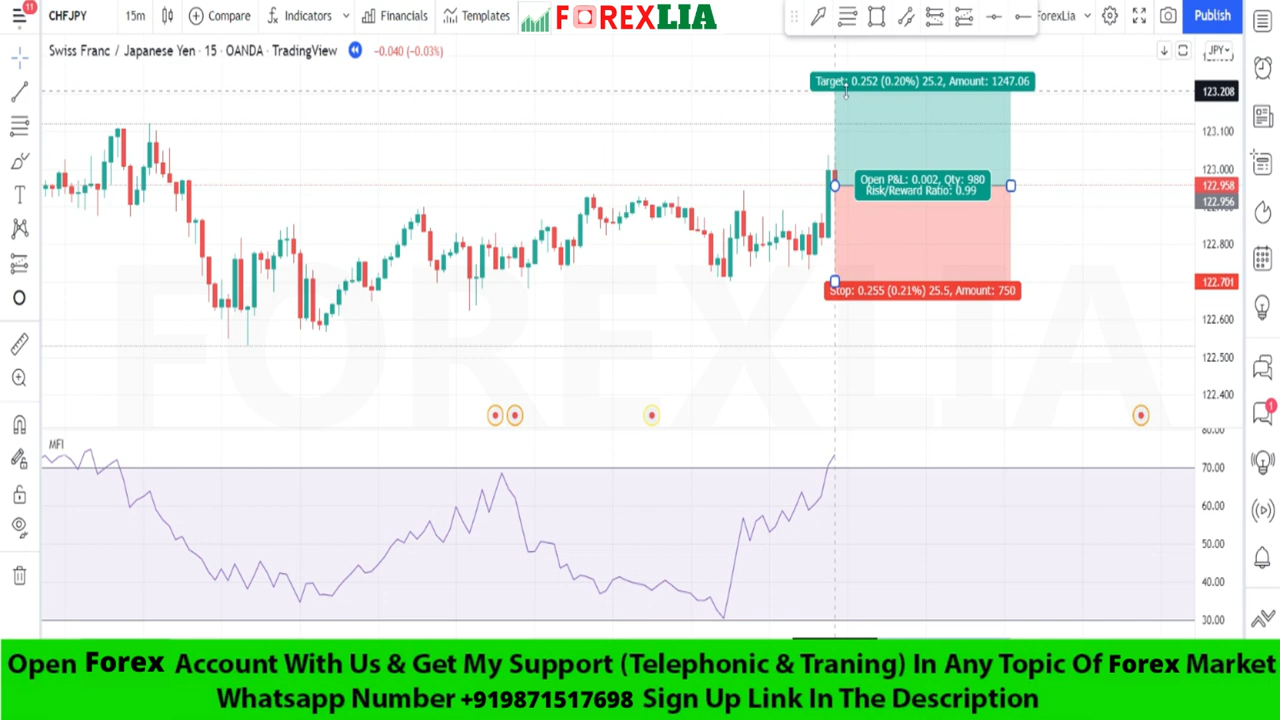 11
CHFJPY
15m
Compare
Indicators
Financials
Templates
FOREXLIA
ForexLia
Publish
Swiss Franc / Japanese Yen · 15 · OANDA · TradingView
-0.040 (-0.03%)
JPY
Target: 0.252 (0.20%) 25.2, Amount: 1247.06
123.208
123.100
123.000
Open P&L: 0.002, Qty: 980
Risk/Reward Ratio: 0.99
122.958
122.956
122.800
122.701
Stop: 0.255 (0.21%) 25.5, Amount: 750
122.600
122.500
122.400
FOREXLIA
1
80.00
MFI
70.00
60.00
50.00
40.00
30.00
Open Forex Account With Us & Get My Support (Telephonic & Traning) In Any Topic Of Forex Market
Whatsapp Number +919871517698 Sign Up Link In The Description